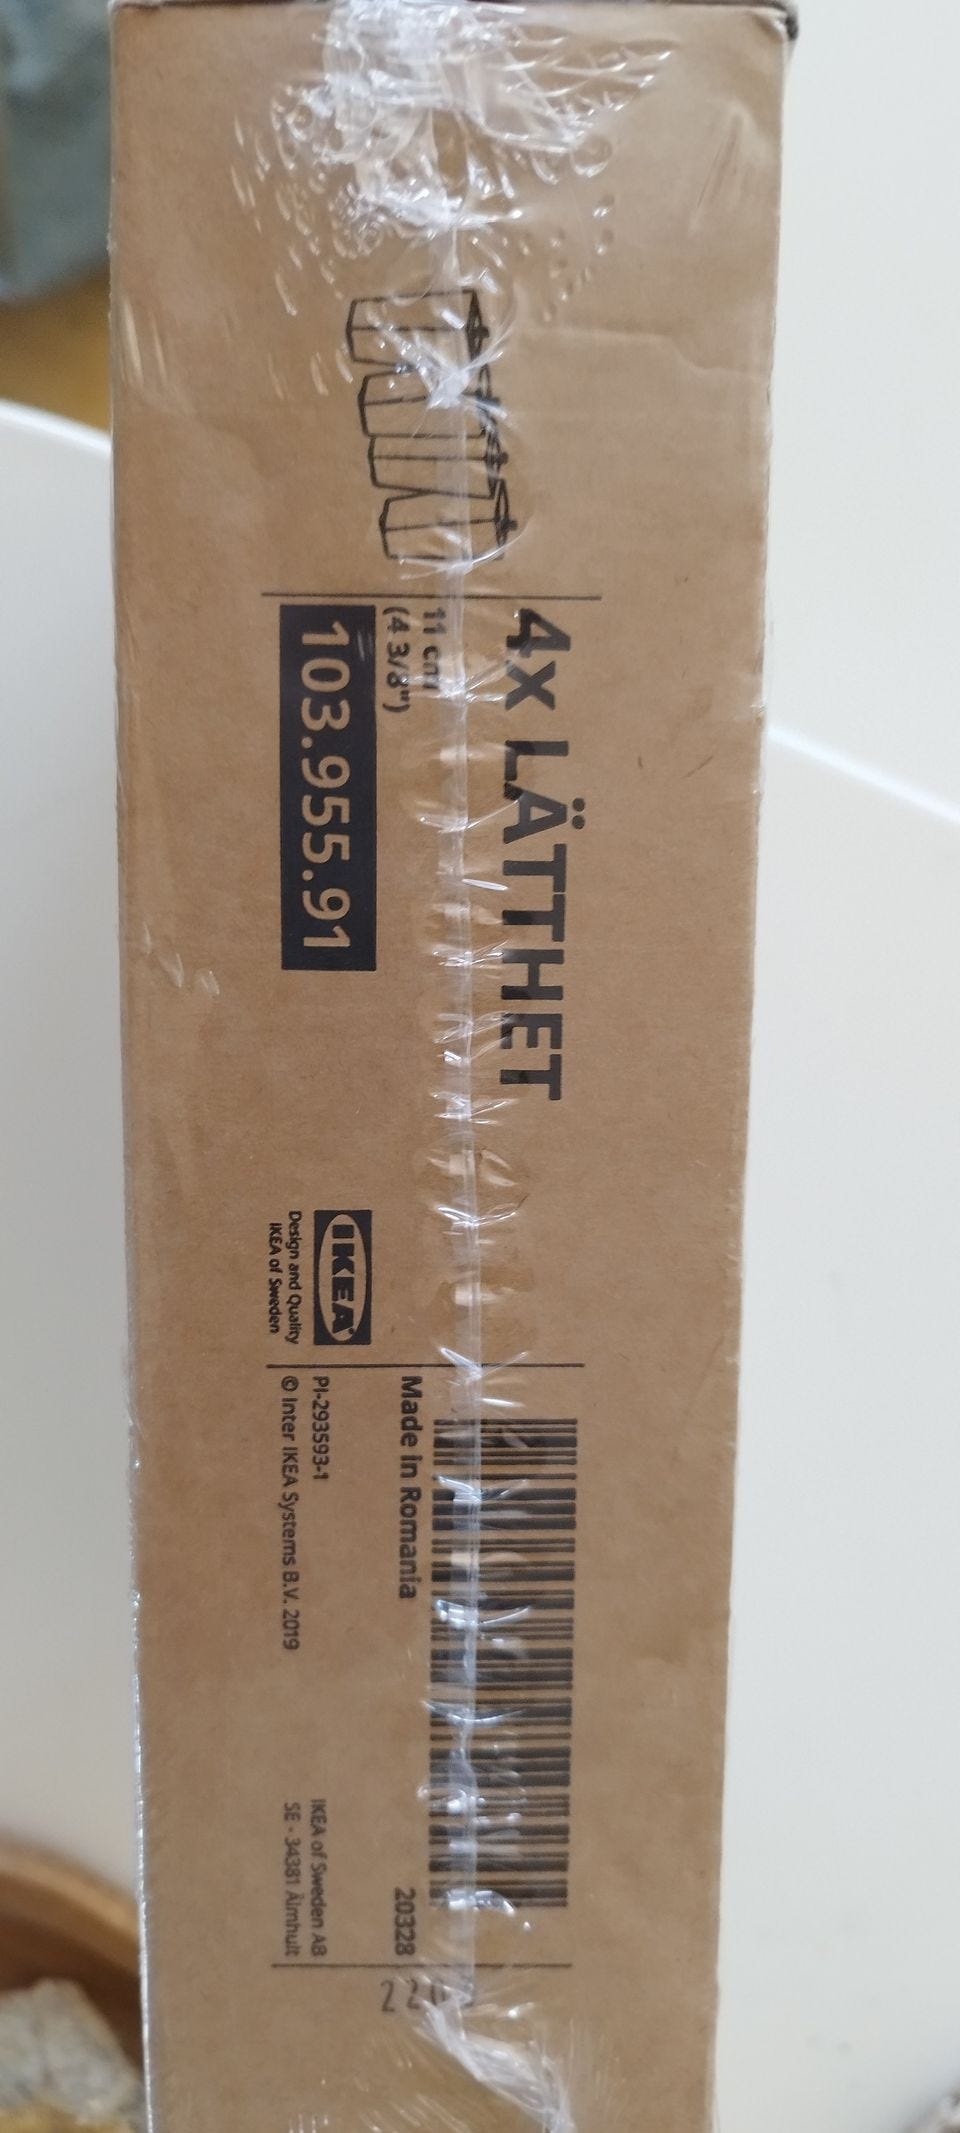 4x LÄTTHET
11 cm
(4 3/8")
103.955.91
IKEA
Design and Quality
IKEA of Sweden
Made in Romania
20328
PI-293593-1
© Inter IKEA Systems B.V. 2019
IKEA of Sweden AB
SE - 34381 Älmhult